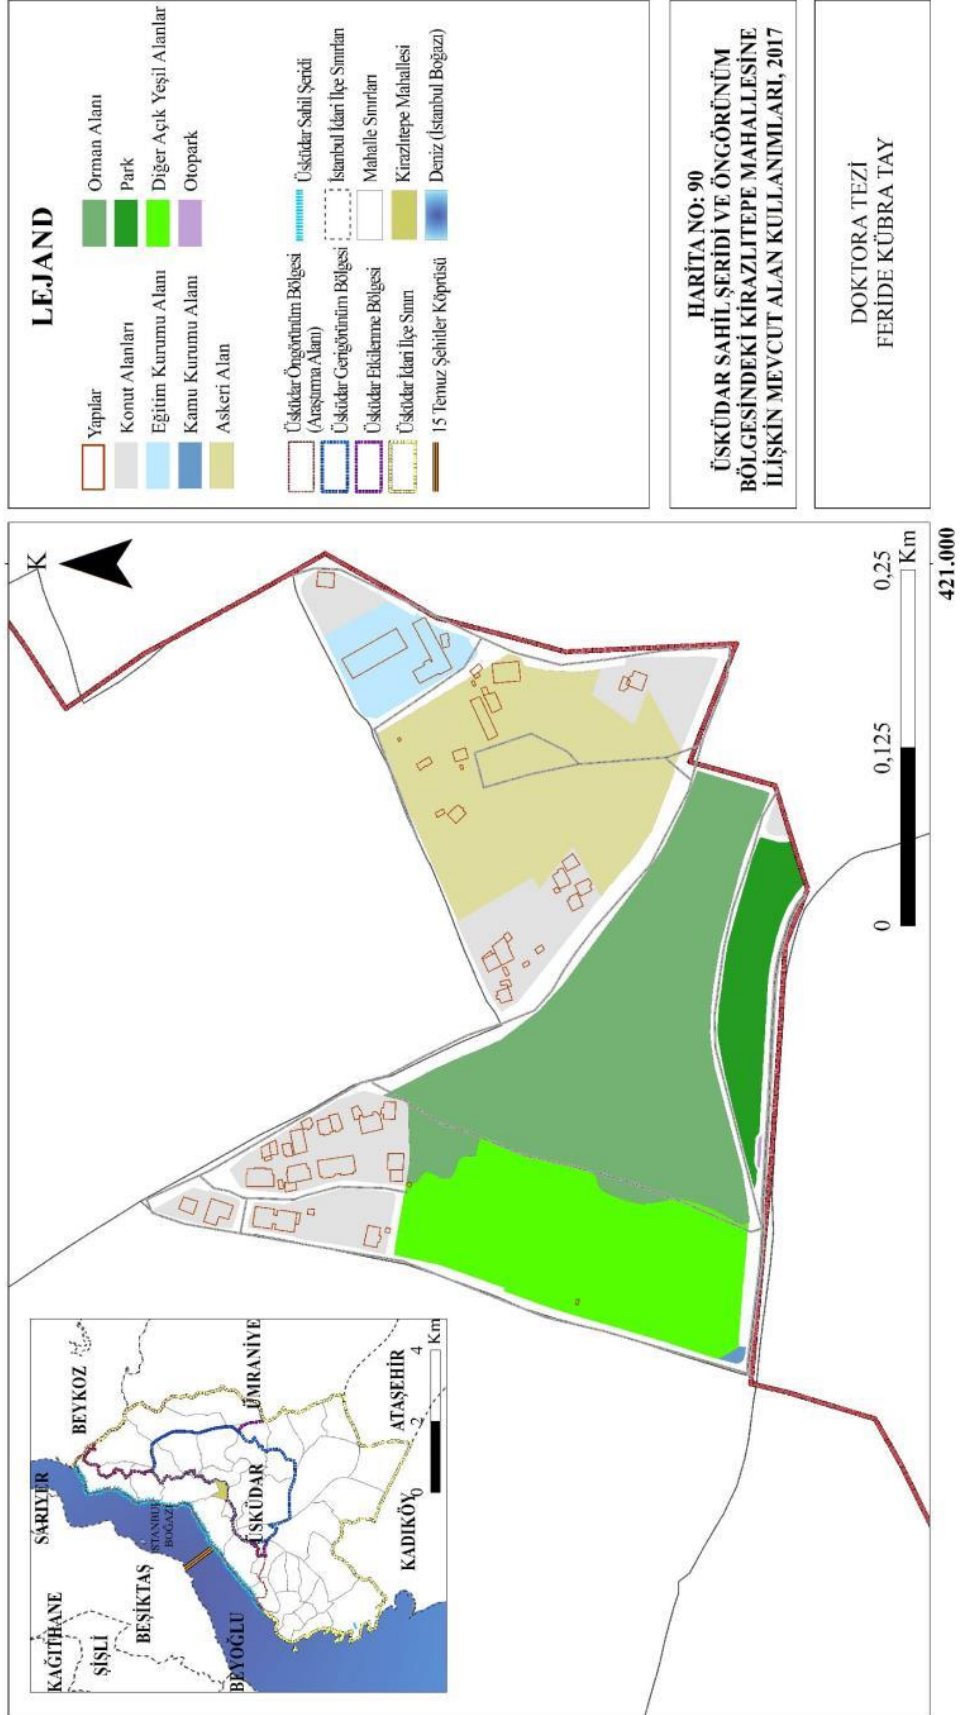 KAĞITHANE
ŞİŞLİ
BEŞİKTAŞ
BEYOĞLU
SARIYER
İSTANBUL
BOĞAZI
BEYKOZ
ÜSKÜDAR
ÜMRANİYE
KADIKÖY
ATAŞEHİR
0 2 4
Km
K
0 0,125 0,25
Km
421.000
LEJAND
Yapılar
Konut Alanları
Eğitim Kurumu Alanı
Kamu Kurumu Alanı
Askeri Alan
Orman Alanı
Park
Diğer Açık Yeşil Alanlar
Otopark
Üsküdar Öngörünüm Bölgesi
(Araştırma Alanı)
Üsküdar Gerigörünüm Bölgesi
Üsküdar Etkilenme Bölgesi
Üsküdar İdari İlçe Sınırı
15 Temuz Şehitler Köprüsü
Üsküdar Sahil Şeridi
İstanbul İdari İlçe Sınırları
Mahalle Sınırları
Kirazlıtepe Mahallesi
Deniz (İstanbul Boğazı)
HARİTA NO: 90
ÜSKÜDAR SAHİL ŞERİDİ VE ÖNGÖRÜNÜM
BÖLGESİNDEKİ KİRAZLITEPE MAHALLESİNE
İLİŞKİN MEVCUT ALAN KULLANIMLARI, 2017
DOKTORA TEZİ
FERİDE KÜBRA TAY